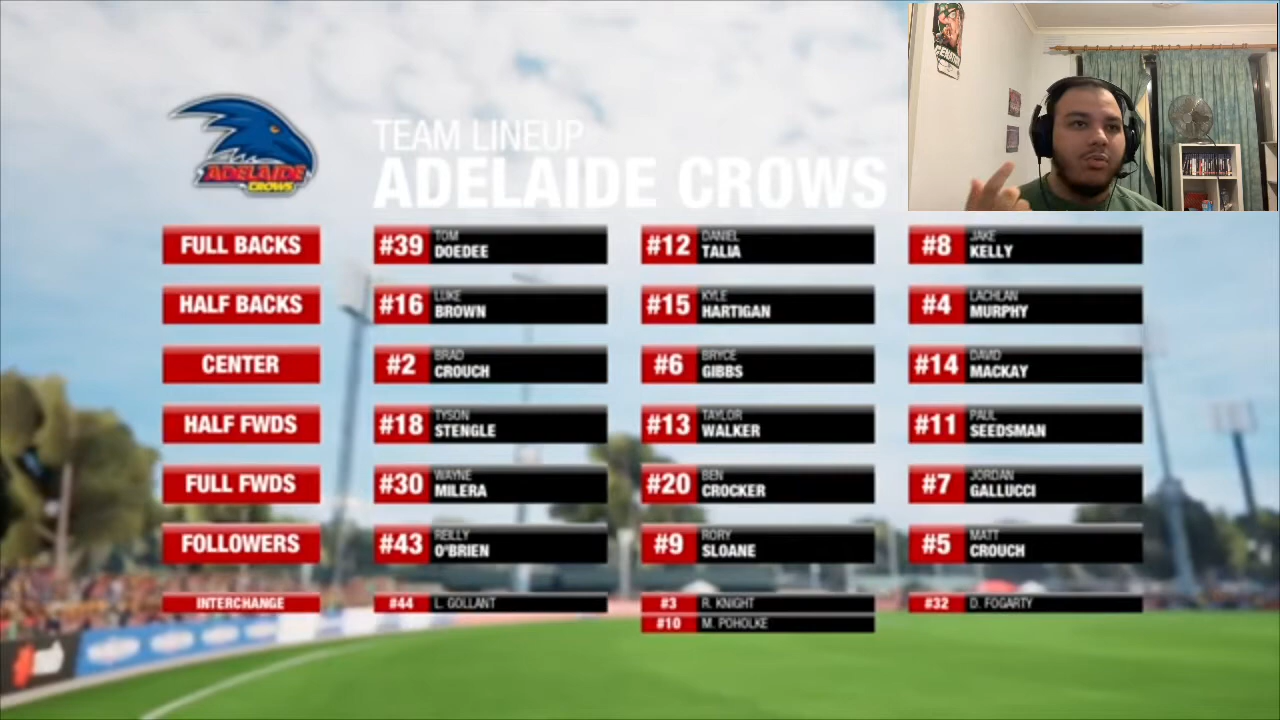 ADELAIDE
CROWS
TEAM LINEUP
ADELAIDE CROWS
FULL BACKS #39 TOM DOEDEE #12 DANIEL TALIA #8 JAKE KELLY
HALF BACKS #16 LUKE BROWN #15 KYLE HARTIGAN #4 LACHLAN MURPHY
CENTER #2 BRAD CROUCH #6 BRYCE GIBBS #14 DAVID MACKAY
HALF FWDS #18 TYSON STENGLE #13 TAYLOR WALKER #11 PAUL SEEDSMAN
FULL FWDS #30 WAYNE MILERA #20 BEN CROCKER #7 JORDAN GALLUCCI
FOLLOWERS #43 REILLY O'BRIEN #9 RORY SLOANE #5 MATT CROUCH
INTERCHANGE #44 L. GOLLANT #3 R. KNIGHT #32 D. FOGARTY
#10 M. POHOLKE